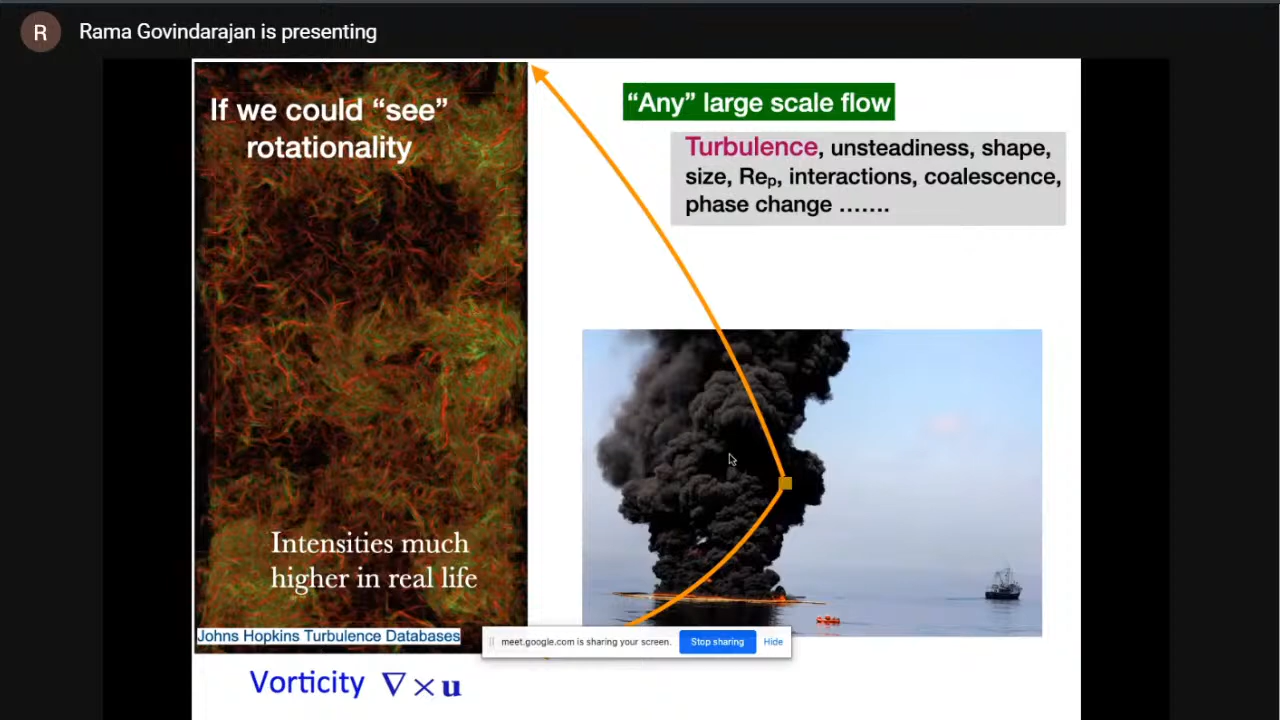 R
Rama Govindarajan is presenting
If we could “see”
rotationality
Intensities much
higher in real life
Johns Hopkins Turbulence Databases
Vorticity ∇ × u
“Any” large scale flow
Turbulence, unsteadiness, shape,
size, Reₚ, interactions, coalescence,
phase change …….
meet.google.com is sharing your screen. Stop sharing Hide